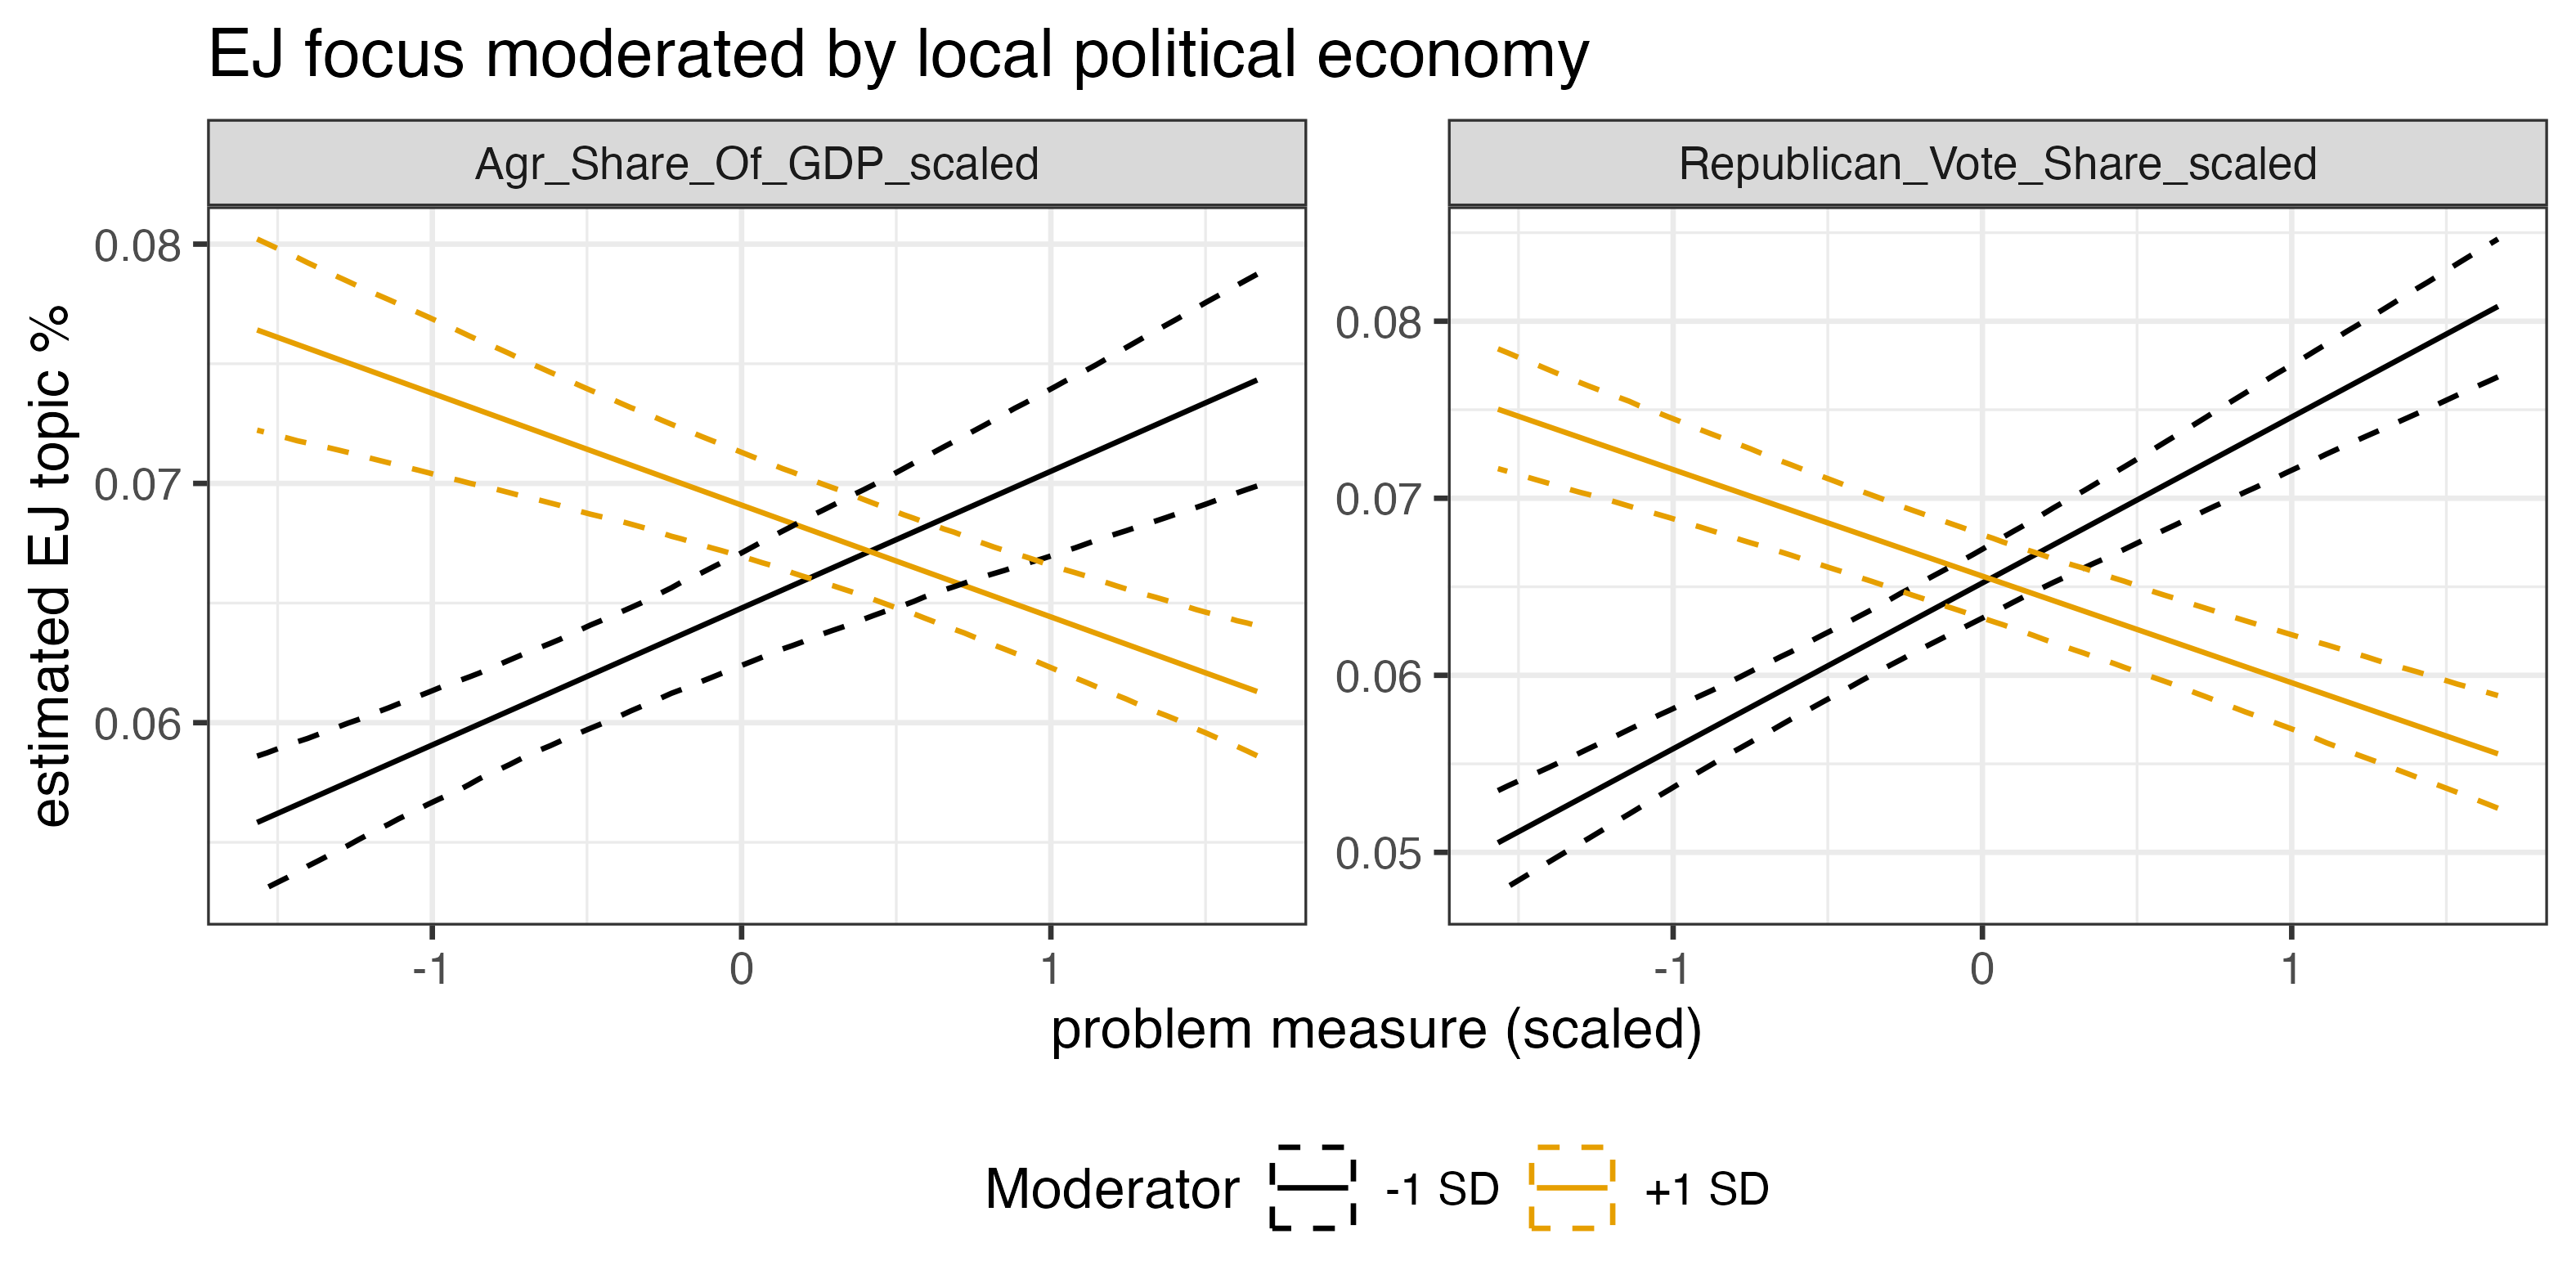 EJ focus moderated by local political economy
Agr_Share_Of_GDP_scaled
Republican_Vote_Share_scaled
estimated EJ topic %
0.08
0.07
0.06
0.08
0.07
0.06
0.05
-1 0 1
-1 0 1
problem measure (scaled)
Moderator -1 SD +1 SD